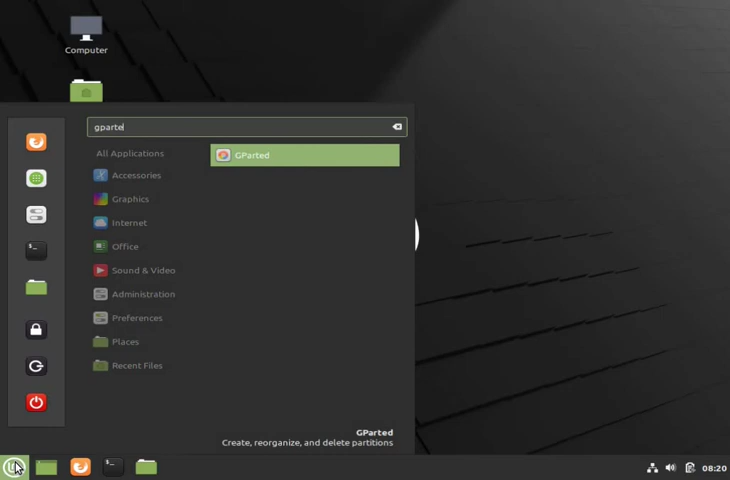 Computer
gparte
All Applications
GParted
Accessories
Graphics
Internet
Office
Sound & Video
Administration
Preferences
Places
Recent Files
GParted
Create, reorganize, and delete partitions
08:20